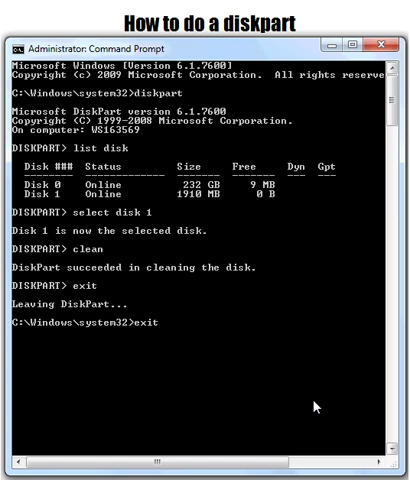 How to do a diskpart
Administrator: Command Prompt
Microsoft Windows [Version 6.1.7600]
Copyright (c) 2009 Microsoft Corporation. All rights reserve
C:\Windows\system32>diskpart
Microsoft DiskPart version 6.1.7600
Copyright (C) 1999-2008 Microsoft Corporation.
On computer: WS163569
DISKPART> list disk
Disk ### Status Size Free Dyn Gpt
-------- ------------- ------- ------- --- ---
Disk 0 Online 232 GB 9 MB
Disk 1 Online 1910 MB 0 B
DISKPART> select disk 1
Disk 1 is now the selected disk.
DISKPART> clean
DiskPart succeeded in cleaning the disk.
DISKPART> exit
Leaving DiskPart...
C:\Windows\system32>exit